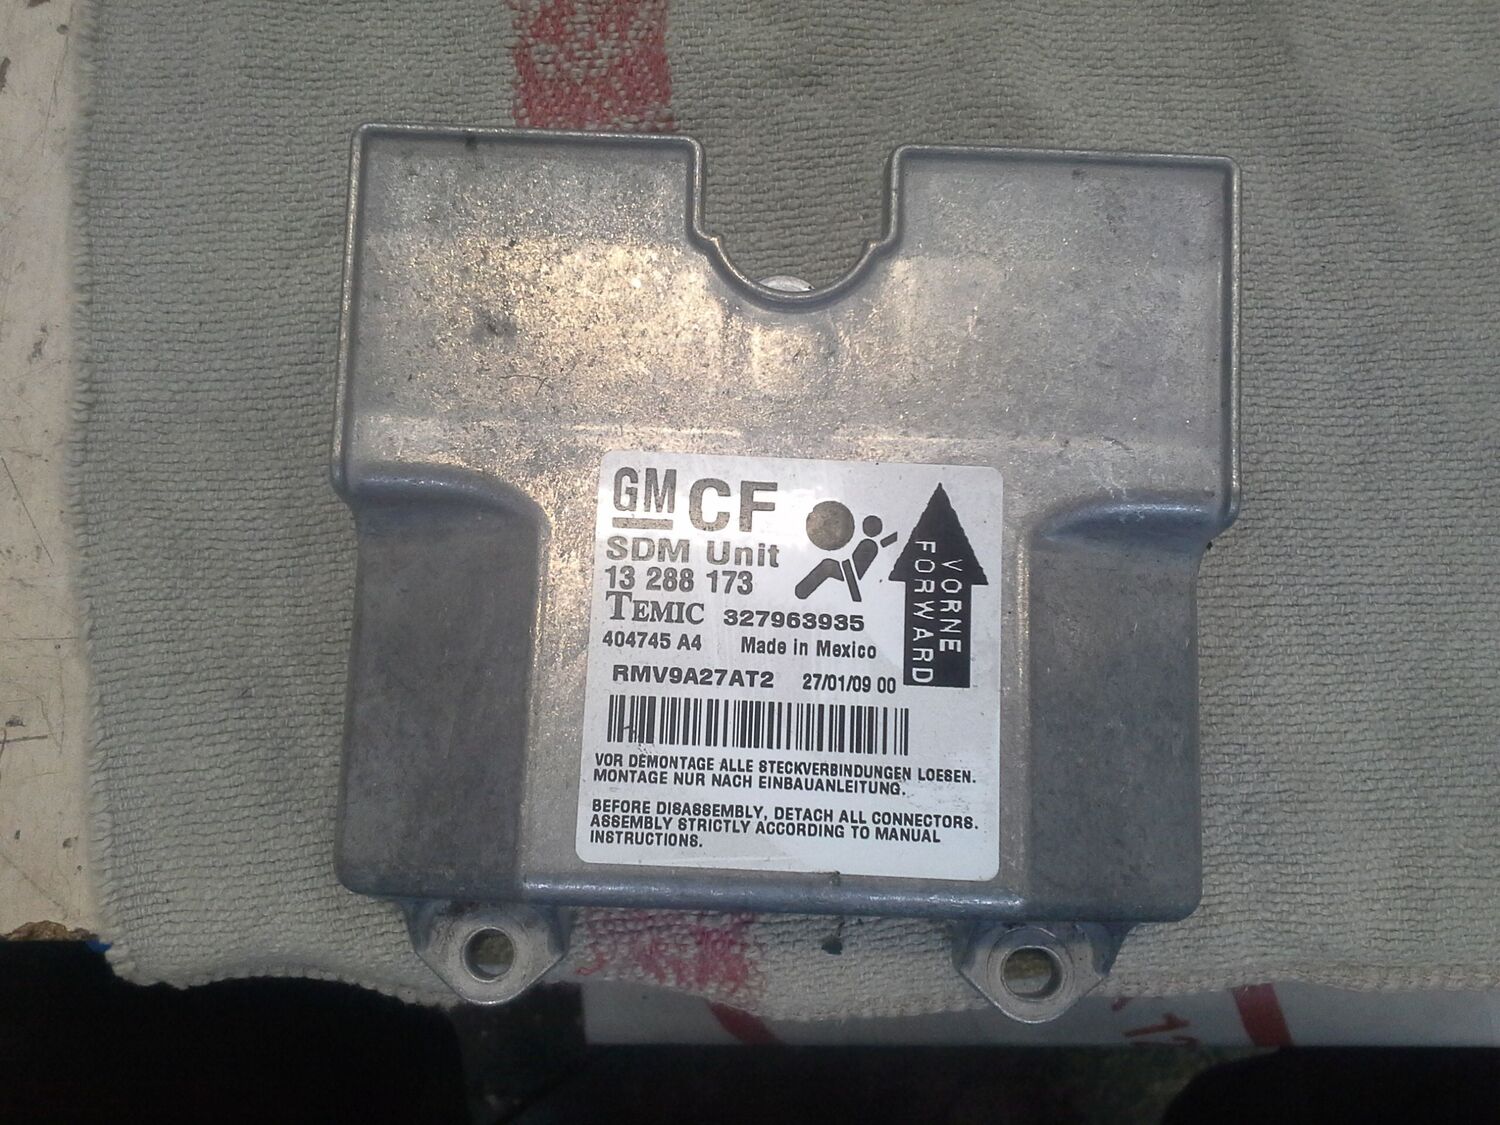 GM CF
SDM Unit
13 288 173
TEMIC 327963935
404745 A4 Made in Mexico
RMV9A27AT2 27/01/09 00
VORNE
FORWARD
VOR DEMONTAGE ALLE STECKVERBINDUNGEN LOESEN.
MONTAGE NUR NACH EINBAUANLEITUNG.
BEFORE DISASSEMBLY, DETACH ALL CONNECTORS.
ASSEMBLY STRICTLY ACCORDING TO MANUAL
INSTRUCTIONS.